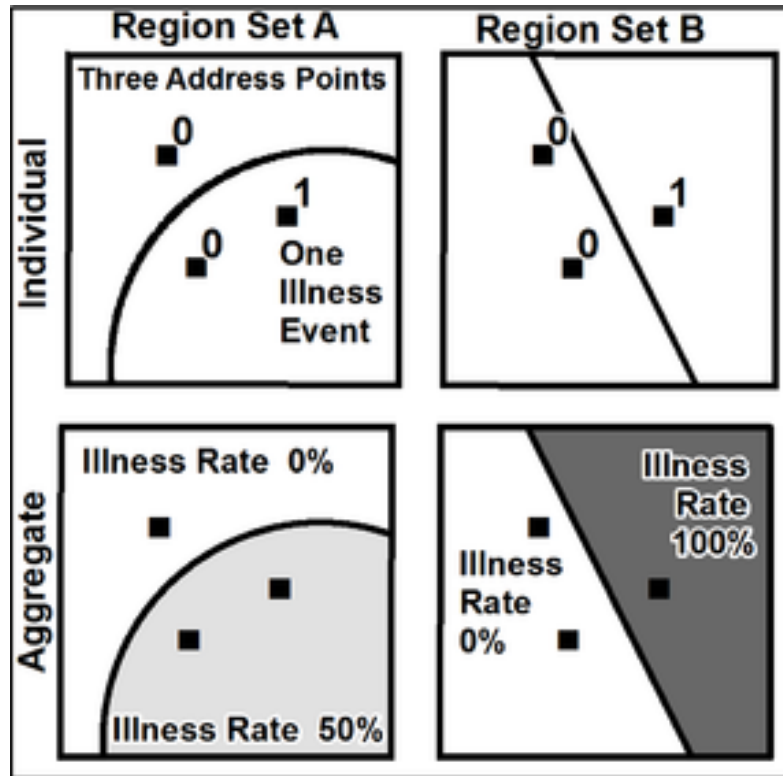 Region Set A
Region Set B
Individual
Three Address Points
0
1
0
One
Illness
Event
0
1
0
Aggregate
Illness Rate 0%
Illness Rate 50%
Illness
Rate
100%
Illness
Rate
0%